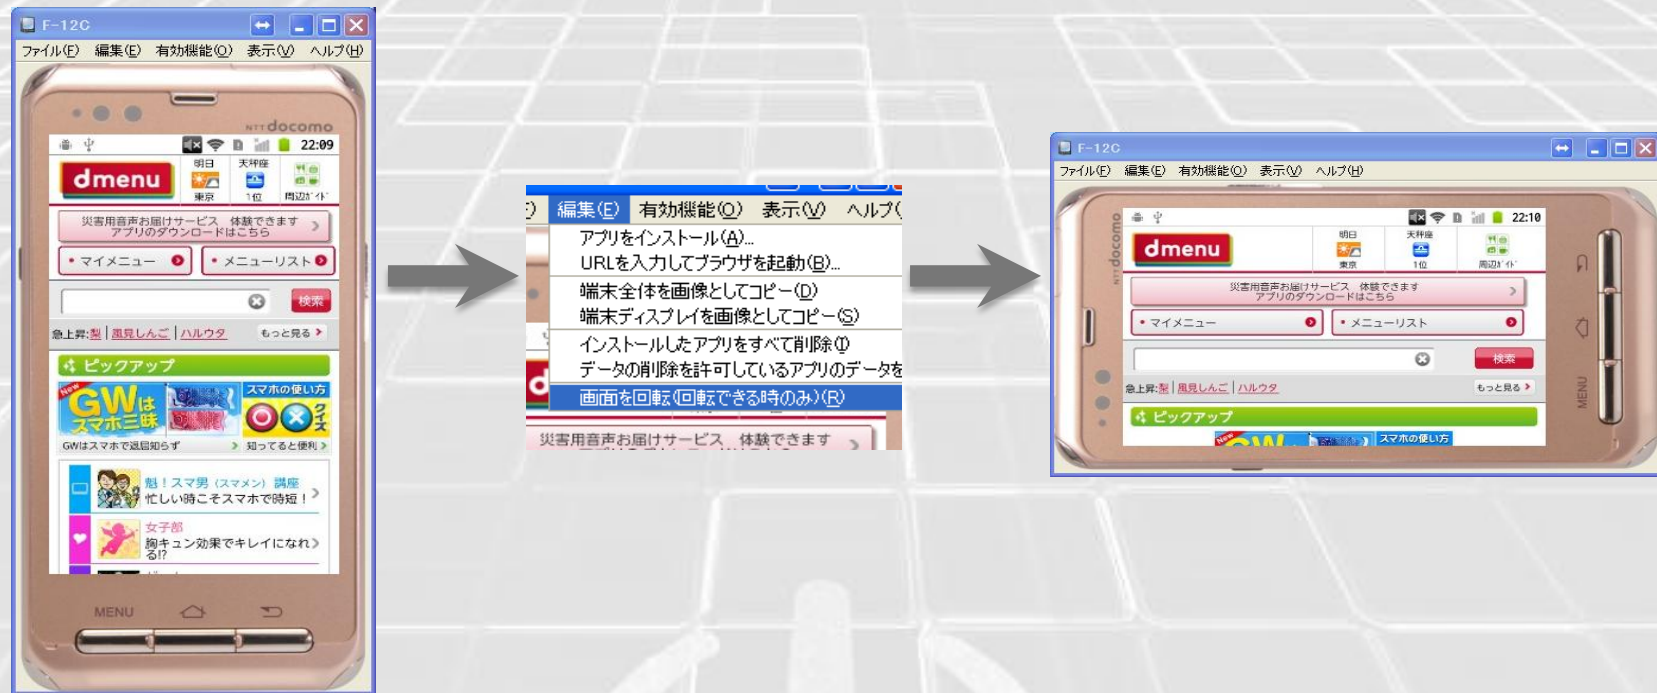 F-12C
ファイル(F) 編集(E) 有効機能(O) 表示(V) ヘルプ(H)
NTT docomo
22:09
dmenu
明日
東京
天秤座
1位
周辺ガイド
災害用音声お届けサービス 体験できます
アプリのダウンロードはこちら
・マイメニュー
・メニューリスト
検索
急上昇:梨 | 風見しんご | ハルウタ
もっと見る
ピックアップ
New
GWは
スマホ三昧
スマホの使い方
クイズ
GWはスマホで退屈知らず
知ってると便利
魁!スマ男(スマメン)講座
忙しい時こそスマホで時短!
女子部
胸キュン効果でキレイになれ
る!?
MENU
編集(E) 有効機能(O) 表示(V) ヘルプ(
アプリをインストール(A)...
URLを入力してブラウザを起動(B)...
端末全体を画像としてコピー(D)
端末ディスプレイを画像としてコピー(S)
インストールしたアプリをすべて削除(I)
データの削除を許可しているアプリのデータを
画面を回転(回転できる時のみ)(R)
災害用音声お届けサービス 体験できます
F-12C
ファイル(F) 編集(E) 有効機能(O) 表示(V) ヘルプ(H)
NTT docomo
22:10
dmenu
明日
東京
天秤座
1位
周辺ガイド
災害用音声お届けサービス 体験できます
アプリのダウンロードはこちら
・マイメニュー
・メニューリスト
検索
急上昇:梨 | 風見しんご | ハルウタ
もっと見る
ピックアップ
New
スマホの使い方
MENU